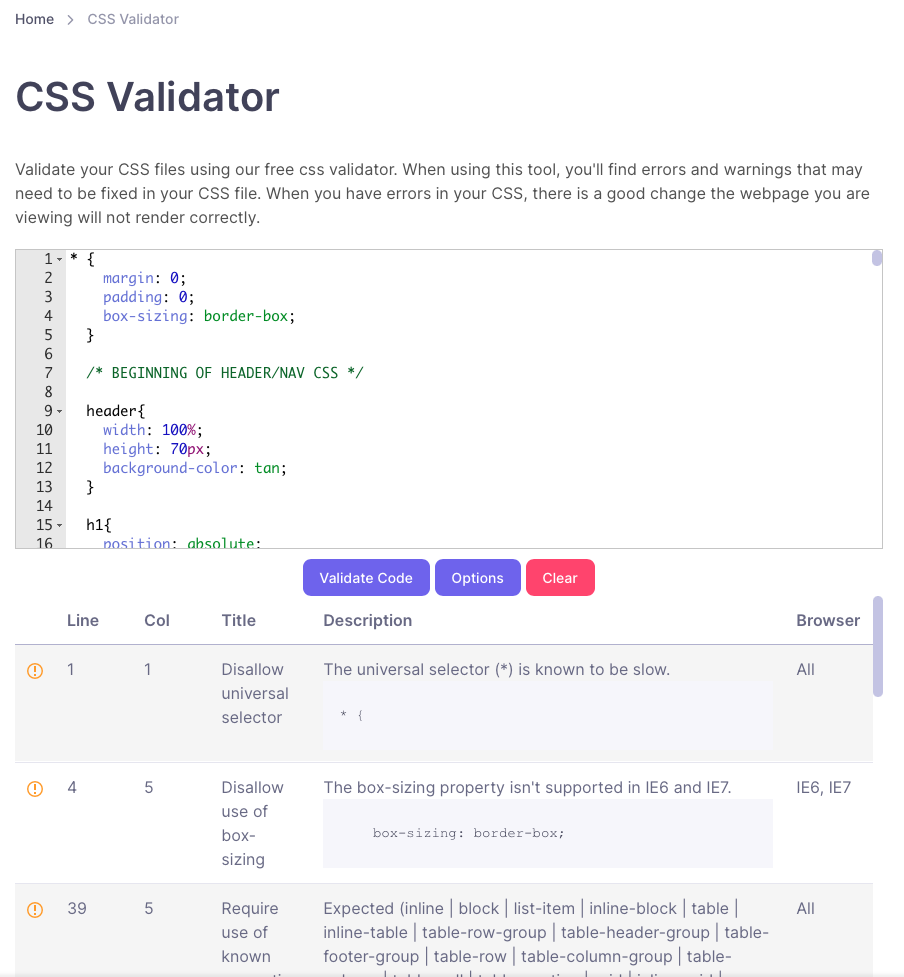 Home > CSS Validator
CSS Validator
Validate your CSS files using our free css validator. When using this tool, you'll find errors and warnings that may
need to be fixed in your CSS file. When you have errors in your CSS, there is a good change the webpage you are
viewing will not render correctly.
1 * {
2 margin: 0;
3 padding: 0;
4 box-sizing: border-box;
5 }
6
7 /* BEGINNING OF HEADER/NAV CSS */
8
9 header{
10 width: 100%;
11 height: 70px;
12 background-color: tan;
13 }
14
15 h1{
16 position: absolute;
Validate Code Options Clear
Line Col Title Description Browser
1 1 Disallow The universal selector (*) is known to be slow. All
universal
selector
* {
4 5 Disallow The box-sizing property isn't supported in IE6 and IE7. IE6, IE7
use of
box-
sizing
box-sizing: border-box;
39 5 Require Expected (inline | block | list-item | inline-block | table | All
use of inline-table | table-row-group | table-header-group | table-
known footer-group | table-row | table-column-group | table-